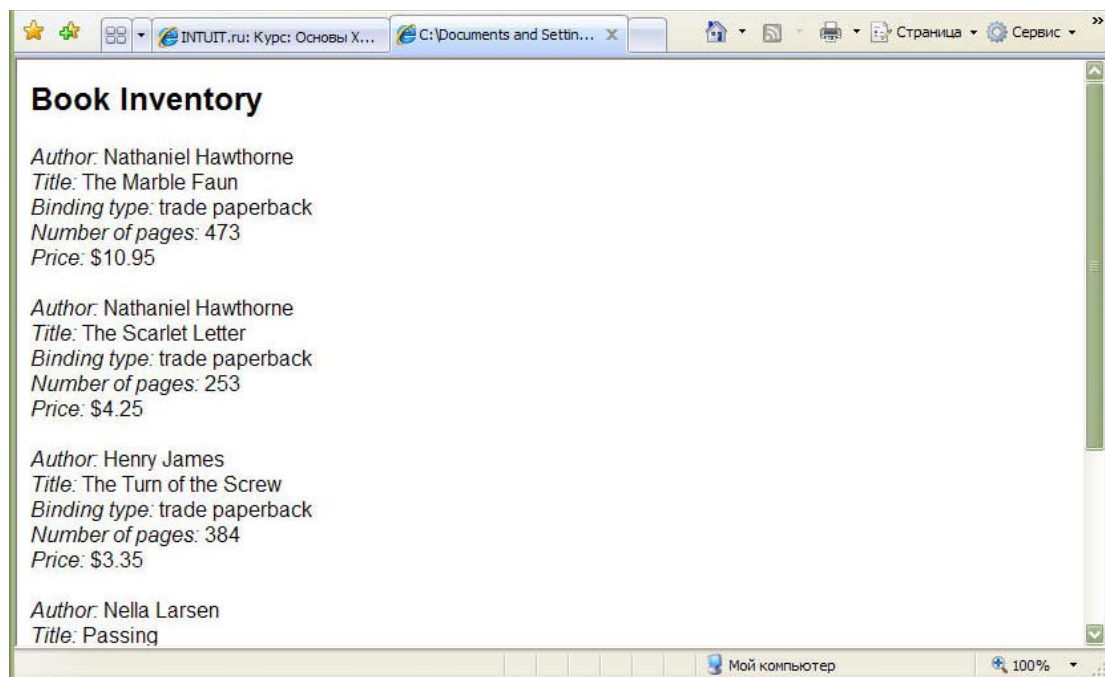 INTUIT.ru: Курс: Основы X...
C:\Documents and Settin...
Страница
Сервис
»
Book Inventory
Author: Nathaniel Hawthorne
Title: The Marble Faun
Binding type: trade paperback
Number of pages: 473
Price: $10.95
Author: Nathaniel Hawthorne
Title: The Scarlet Letter
Binding type: trade paperback
Number of pages: 253
Price: $4.25
Author: Henry James
Title: The Turn of the Screw
Binding type: trade paperback
Number of pages: 384
Price: $3.35
Author: Nella Larsen
Title: Passing
Мой компьютер
100%